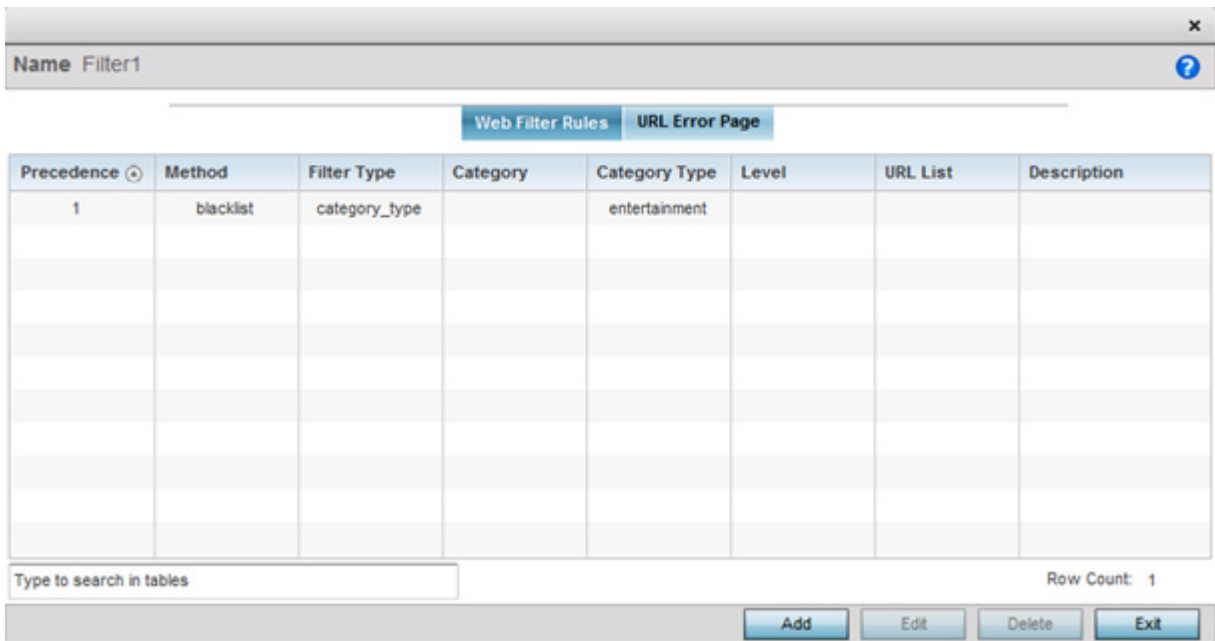 Name Filter1
Web Filter Rules URL Error Page
Precedence Method Filter Type Category Category Type Level URL List Description
1 blacklist category_type entertainment
Type to search in tables Row Count: 1
Add Edit Delete Exit